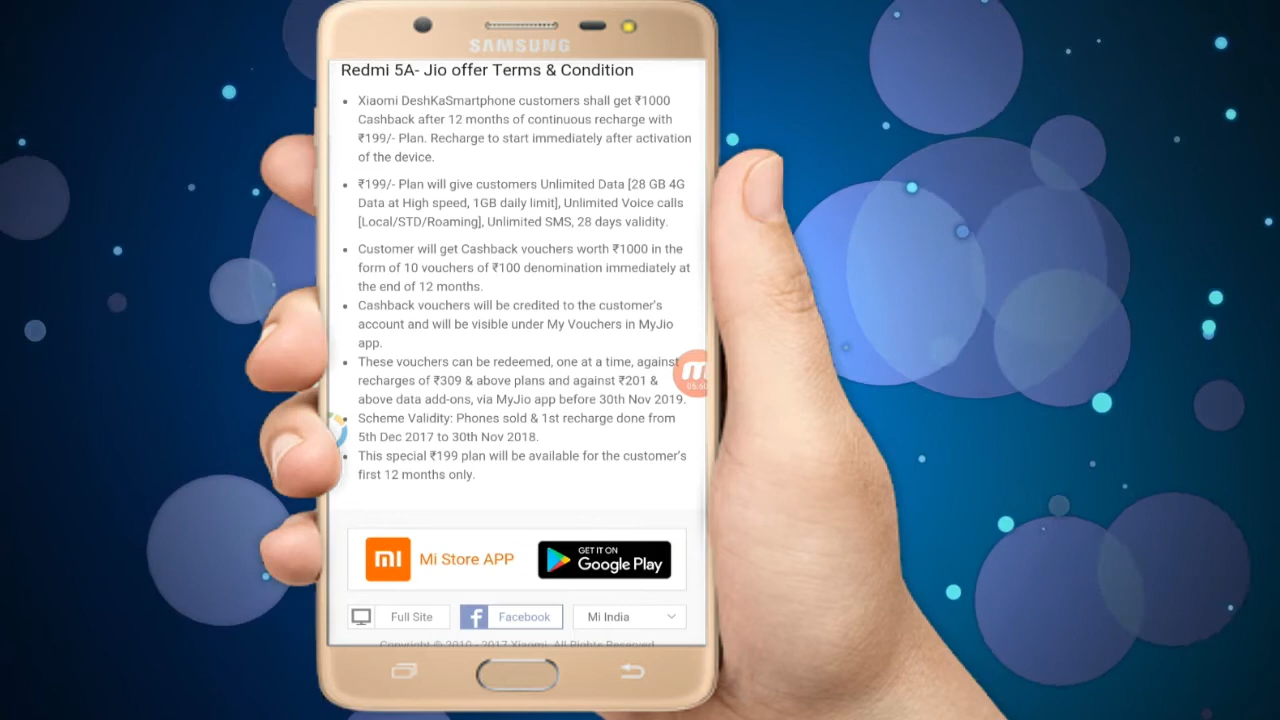 SAMSUNG
Redmi 5A- Jio offer Terms & Condition
• Xiaomi DeshKaSmartphone customers shall get ₹1000
Cashback after 12 months of continuous recharge with
₹199/- Plan. Recharge to start immediately after activation
of the device.
• ₹199/- Plan will give customers Unlimited Data [28 GB 4G
Data at High speed, 1GB daily limit], Unlimited Voice calls
[Local/STD/Roaming], Unlimited SMS, 28 days validity.
• Customer will get Cashback vouchers worth ₹1000 in the
form of 10 vouchers of ₹100 denomination immediately at
the end of 12 months.
• Cashback vouchers will be credited to the customer's
account and will be visible under My Vouchers in MyJio
app.
• These vouchers can be redeemed, one at a time, against
recharges of ₹309 & above plans and against ₹201 &
above data add-ons, via MyJio app before 30th Nov 2019.
• Scheme Validity: Phones sold & 1st recharge done from
5th Dec 2017 to 30th Nov 2018.
• This special ₹199 plan will be available for the customer's
first 12 months only.
m
mi Mi Store APP GET IT ON
Google Play
Full Site f Facebook Mi India
Copyright © 2010 - 2017 Xiaomi. All Rights Reserved